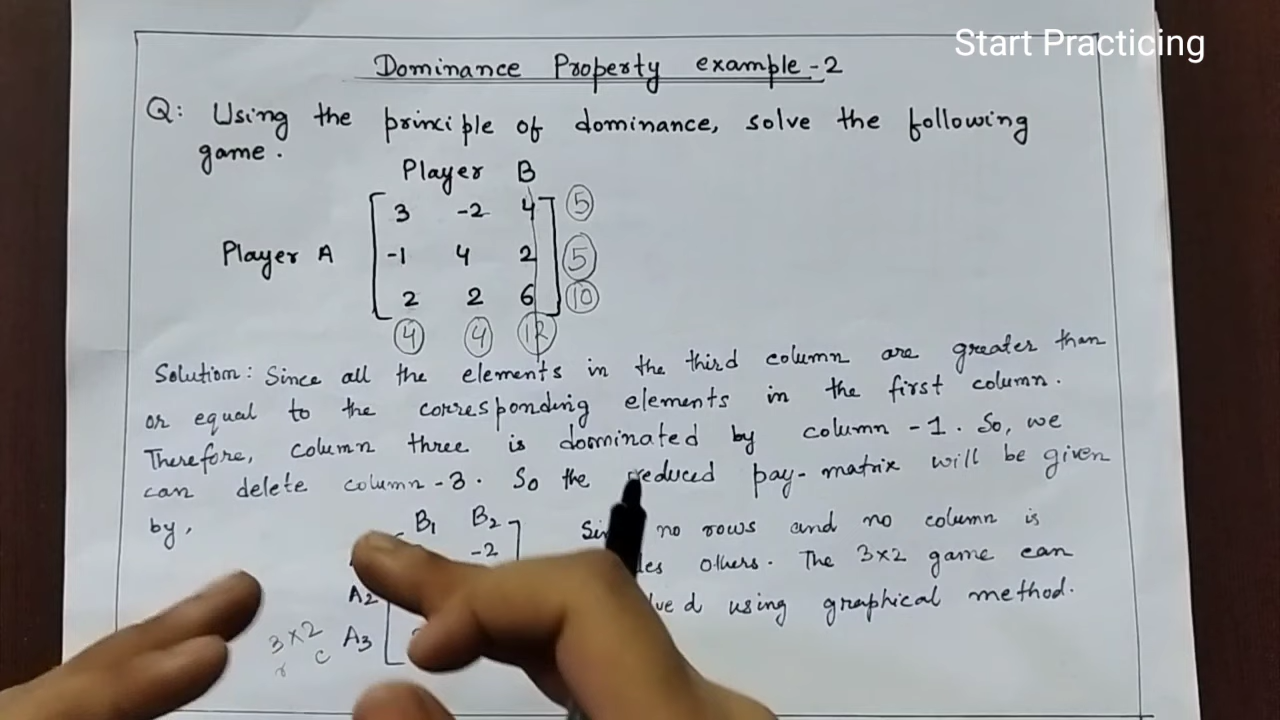 Start Practicing
Dominance Property example-2
Q: Using the principle of dominance, solve the following
game.
Player B
3 -2 4 5
Player A -1 4 2 5
2 2 6 10
4 4 12
Solution: Since all the elements in the third column are greater than
or equal to the corresponding elements in the first column.
Therefore, column three is dominated by column -1. So, we
can delete column -3. So the reduced pay-matrix will be given
by,
B1 B2
-2
A2
A3
3x2
r c
no rows and no column is
others. The 3x2 game can
using graphical method.